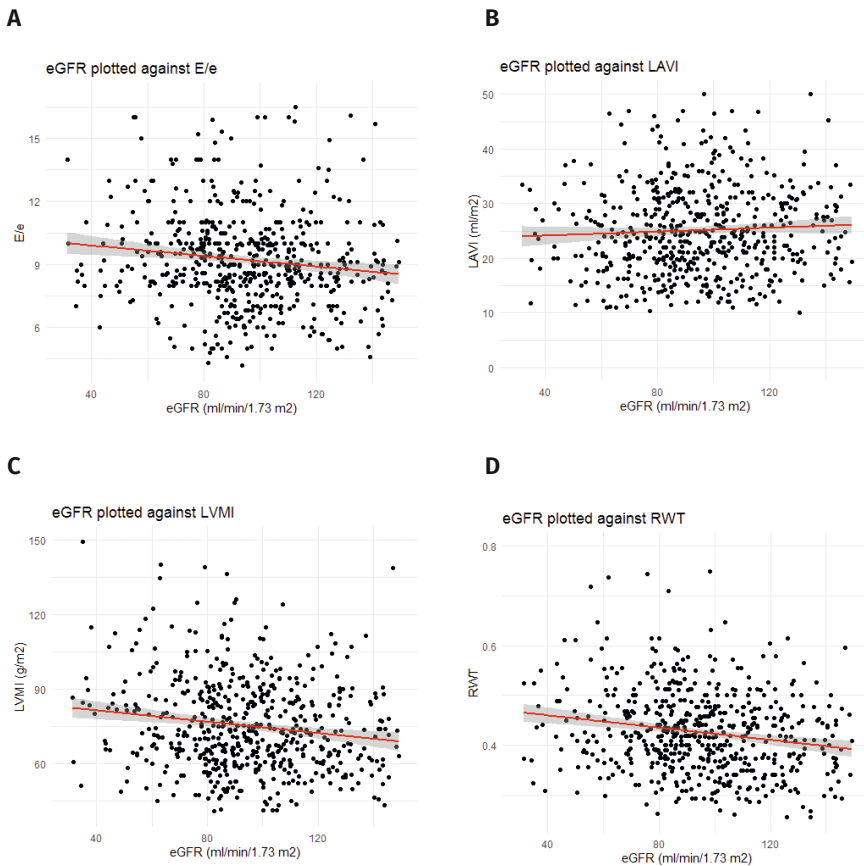 A
eGFR plotted against E/e
15
12
9
6
E/e
40 80 120
eGFR (ml/min/1.73 m2)
B
eGFR plotted against LAVI
50
40
30
20
10
0
LAVI (ml/m2)
40 80 120
eGFR (ml/min/1.73 m2)
C
eGFR plotted against LVMI
150
120
90
60
LVMI (g/m2)
40 80 120
eGFR (ml/min/1.73 m2)
D
eGFR plotted against RWT
0.8
0.6
0.4
RWT
40 80 120
eGFR (ml/min/1.73 m2)